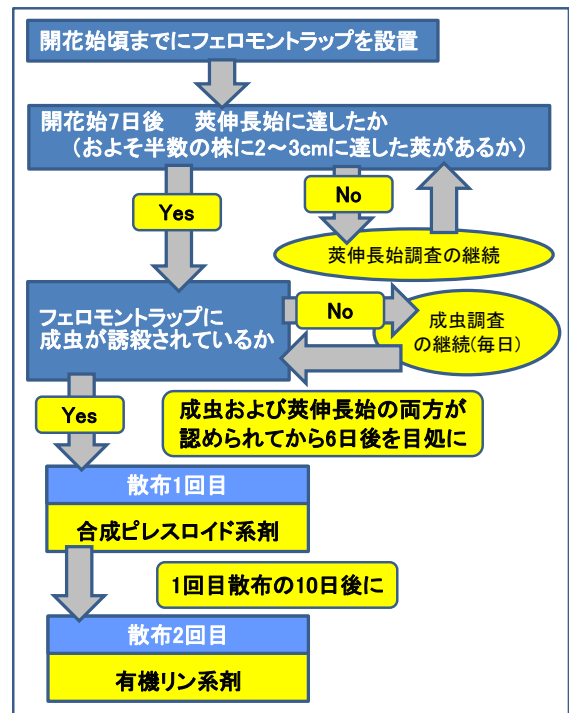 開花始頃までにフェロモントラップを設置
開花始7日後 莢伸長始に達したか
（およそ半数の株に2～3cmに達した莢があるか）
Yes
No
莢伸長始調査の継続
フェロモントラップに
成虫が誘殺されているか
No
成虫調査
の継続(毎日)
Yes
成虫および莢伸長始の両方が
認められてから6日後を目処に
散布1回目
合成ピレスロイド系剤
1回目散布の10日後に
散布2回目
有機リン系剤